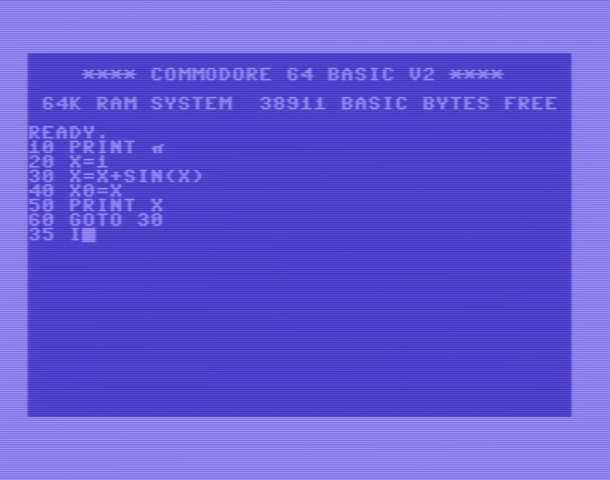 **** COMMODORE 64 BASIC V2 ****
64K RAM SYSTEM  38911 BASIC BYTES FREE
READY.
10 PRINT π
20 X=1
30 X=X+SIN(X)
40 X0=X
50 PRINT X
60 GOTO 30
35 I